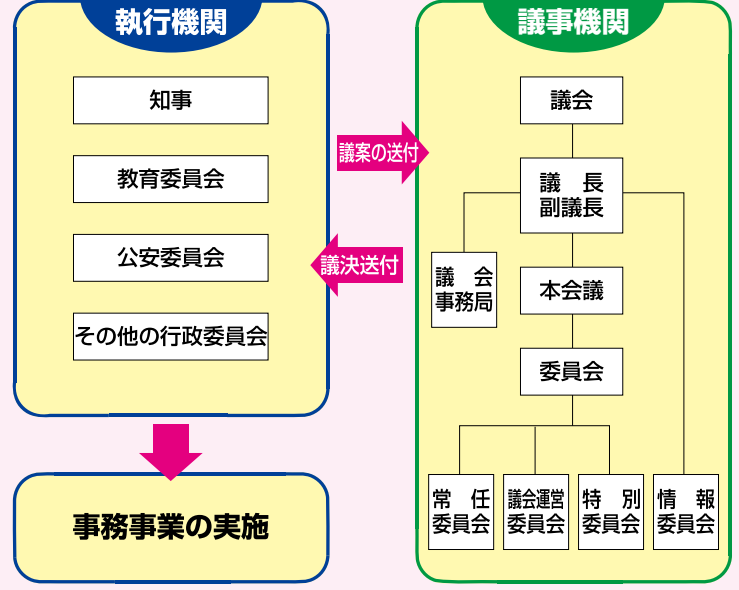 執行機関
知事
教育委員会
公安委員会
その他の行政委員会
事務事業の実施
議案の送付
議決送付
議事機関
議会
議　長
副議長
議　会
事務局
本会議
委員会
常　任
委員会
議会運営
委員会
特　別
委員会
情　報
委員会